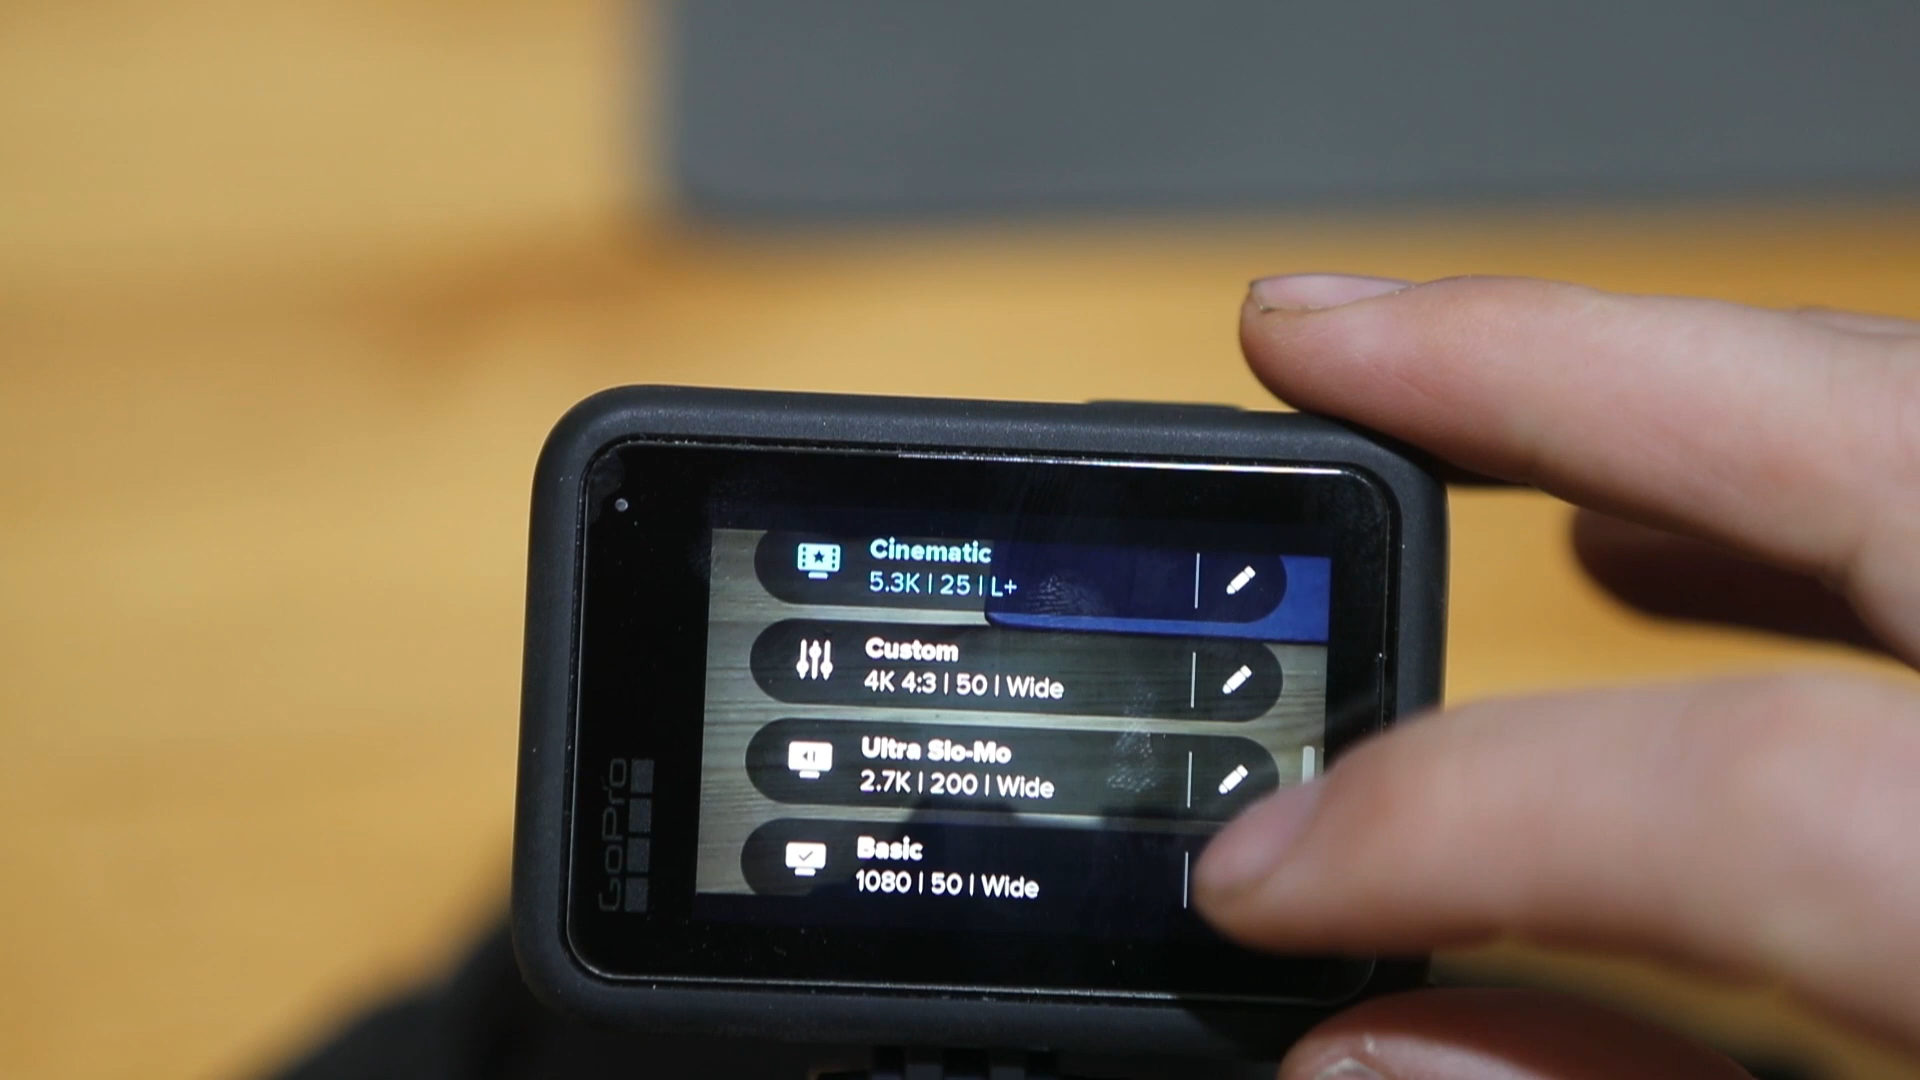 Cinematic
5.3K | 25 | L+
Custom
4K 4:3 | 50 | Wide
Ultra Slo-Mo
2.7K | 200 | Wide
Basic
1080 | 50 | Wide
GoPro